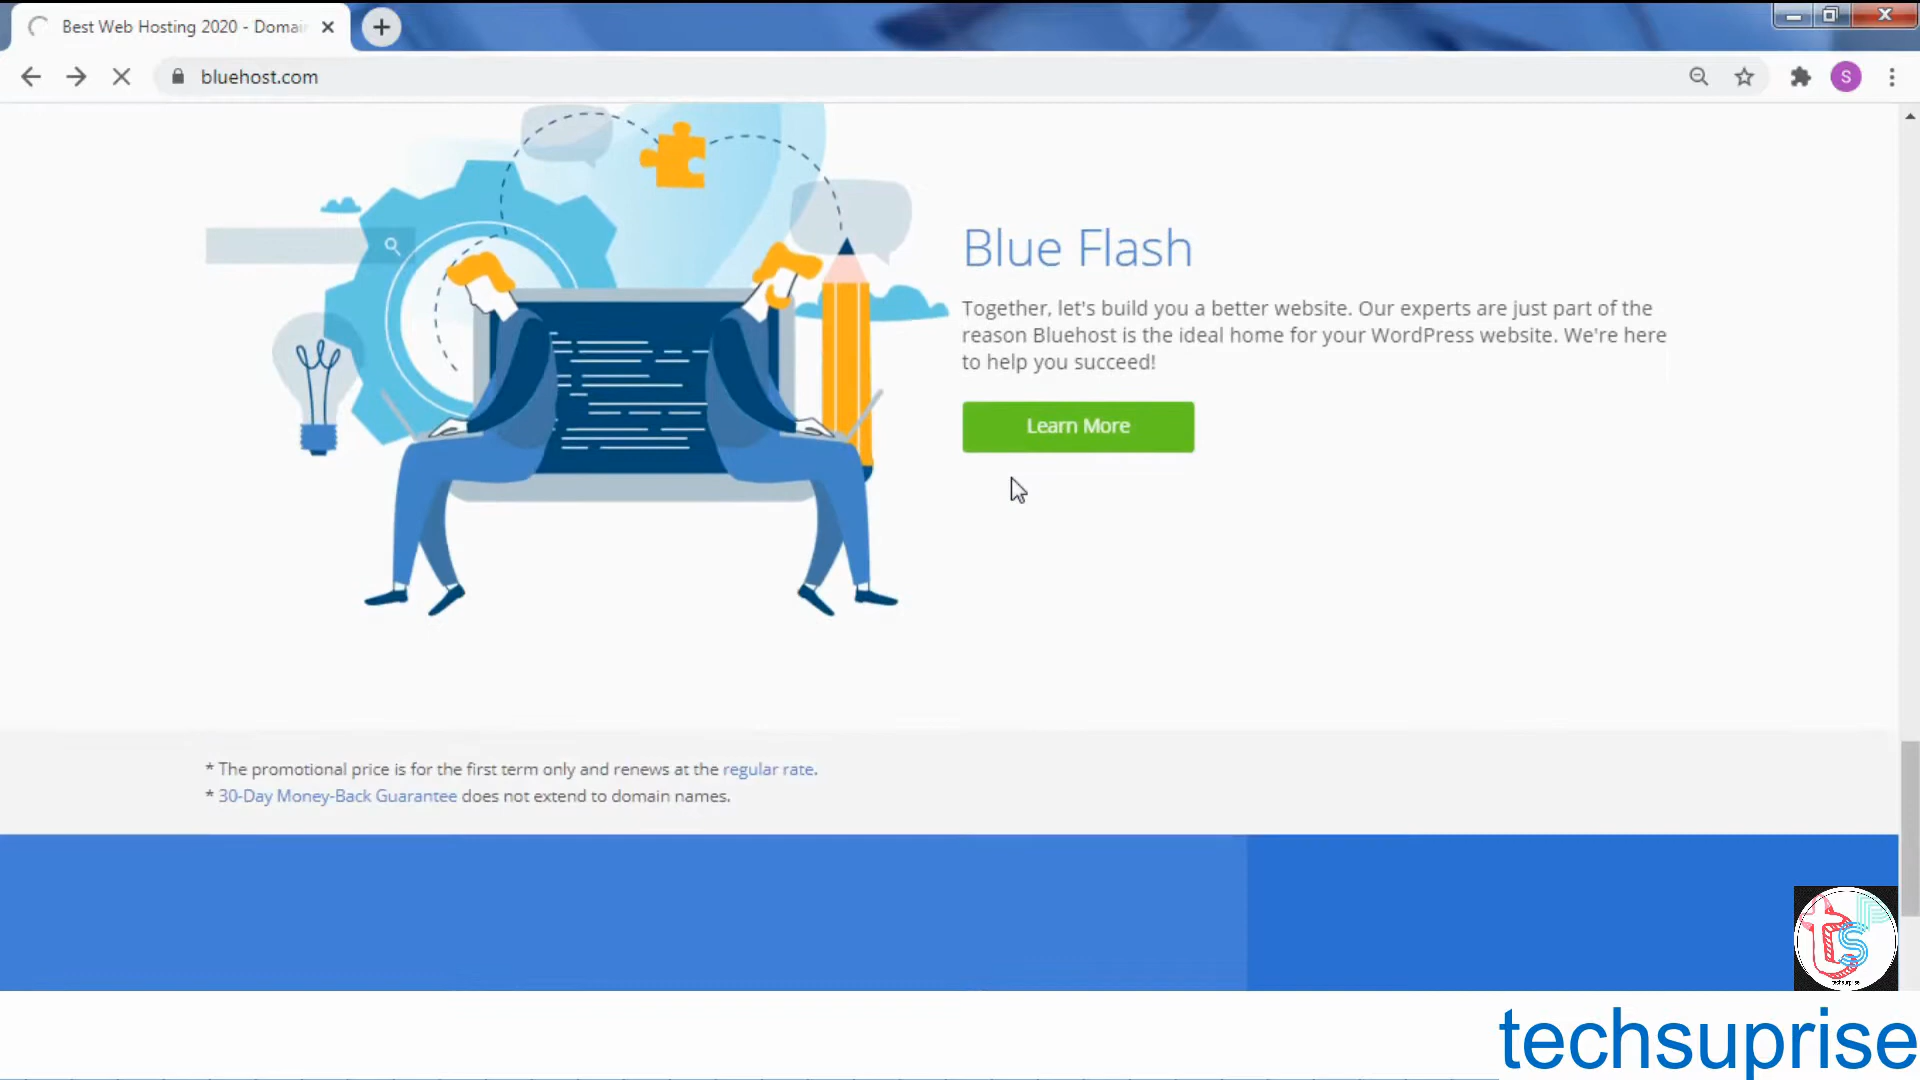 Best Web Hosting 2020 - Domai
bluehost.com
S
Blue Flash
Together, let's build you a better website. Our experts are just part of the
reason Bluehost is the ideal home for your WordPress website. We're here
to help you succeed!
Learn More
* The promotional price is for the first term only and renews at the regular rate.
* 30-Day Money-Back Guarantee does not extend to domain names.
techsuprise